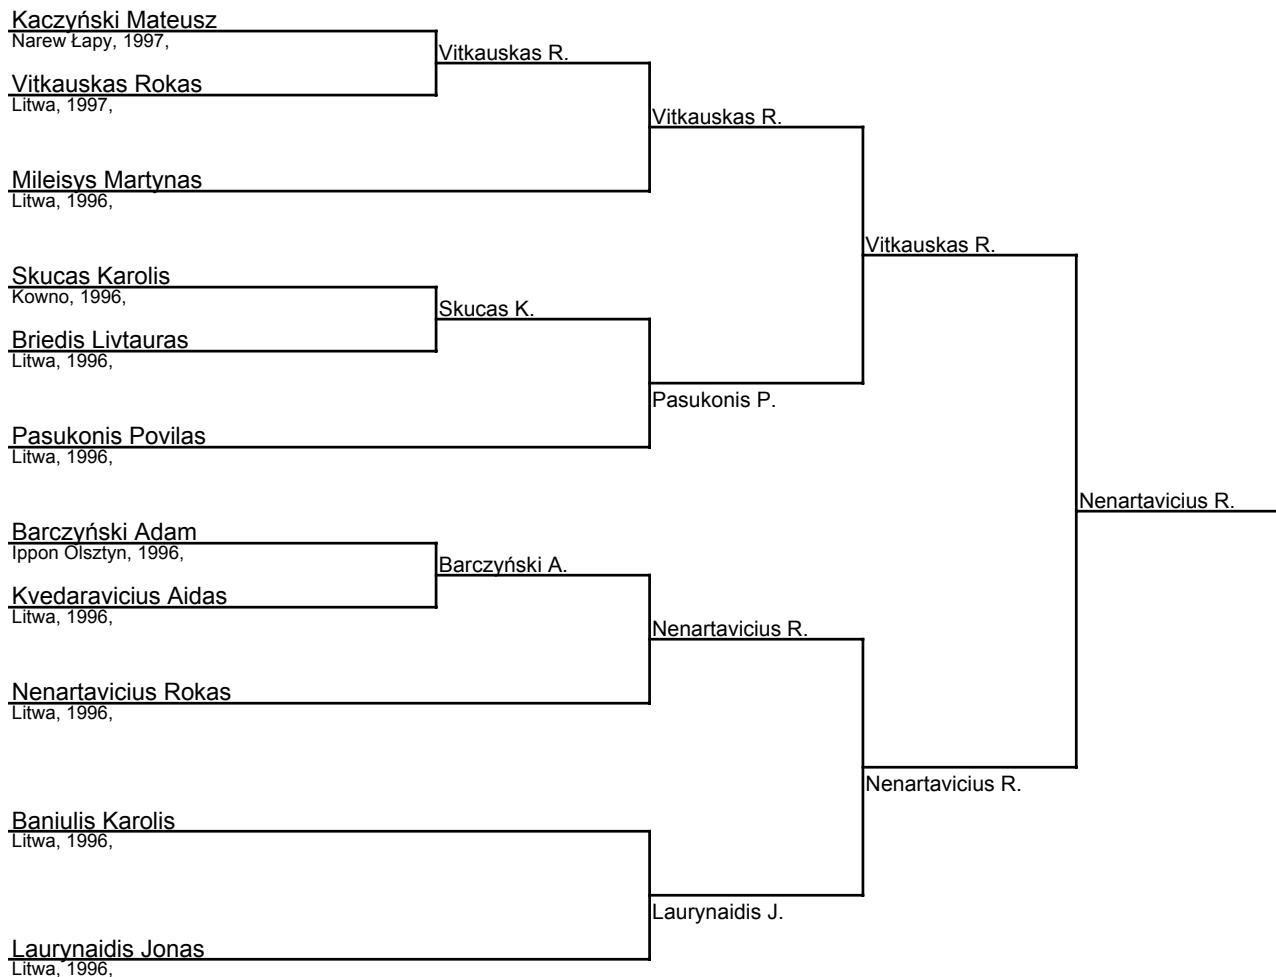 Kaczyński Mateusz
Narew Łapy, 1997,
Vitkauskas R.
Vitkauskas Rokas
Litwa, 1997,
Vitkauskas R.
Mileisys Martynas
Litwa, 1996,
Vitkauskas R.
Skucas Karolis
Kowno, 1996,
Skucas K.
Briedis Livtauras
Litwa, 1996,
Pasukonis P.
Pasukonis Povilas
Litwa, 1996,
Nenartavicius R.
Barczyński Adam
Ippon Olsztyn, 1996,
Barczyński A.
Kvedaravicius Aidas
Litwa, 1996,
Nenartavicius R.
Nenartavicius Rokas
Litwa, 1996,
Nenartavicius R.
Baniulis Karolis
Litwa, 1996,
Laurynaidis J.
Laurynaidis Jonas
Litwa, 1996,